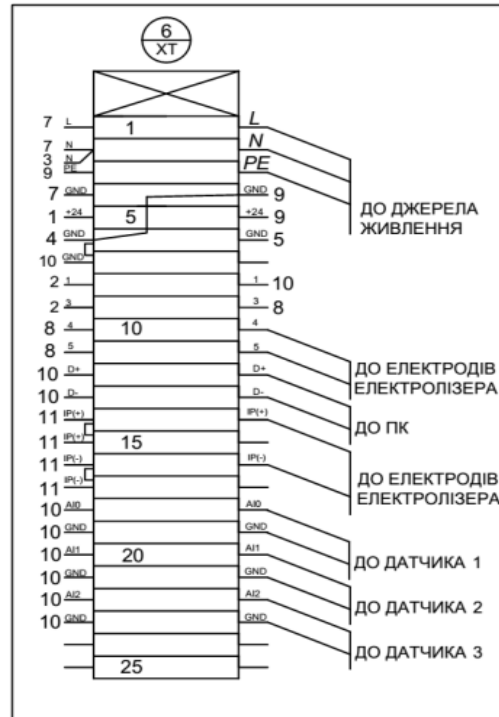 6
XT
7 L 1 L
7 N N
3 N
9 PE PE
ДО ДЖЕРЕЛА
ЖИВЛЕННЯ
7 GND GND 9
1 +24 5 +24 9
4 GND GND 5
10 GND
2 1 1 10
2 3 3 8
8 4 10 4
8 5 5
ДО ЕЛЕКТРОДІВ
ЕЛЕКТРОЛІЗЕРА
10 D+ D+
10 D- D-
ДО ПК
11 IP(+) IP(+)
11 IP(+) 15
11 IP(-) IP(-)
11 IP(-)
ДО ЕЛЕКТРОДІВ
ЕЛЕКТРОЛІЗЕРА
10 AI0 AI0
10 GND GND
ДО ДАТЧИКА 1
10 AI1 20 AI1
10 GND GND
ДО ДАТЧИКА 2
10 AI2 AI2
10 GND GND
ДО ДАТЧИКА 3
25